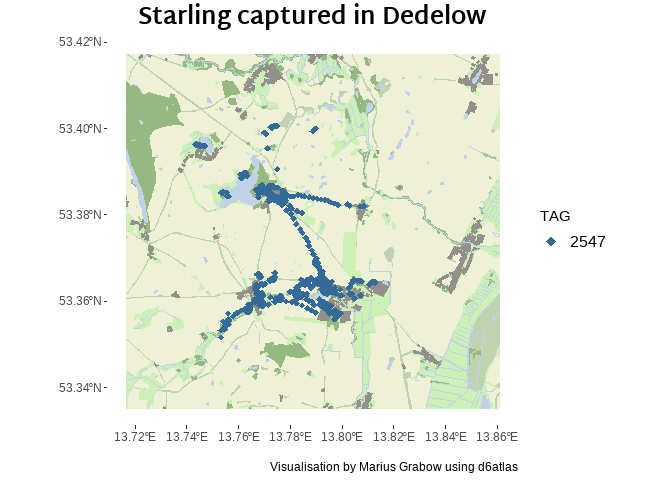 Starling captured in Dedelow
53.42°N
53.40°N
53.38°N
53.36°N
53.34°N
TAG
2547
13.72°E 13.74°E 13.76°E 13.78°E 13.80°E 13.82°E 13.84°E 13.86°E
Visualisation by Marius Grabow using d6atlas